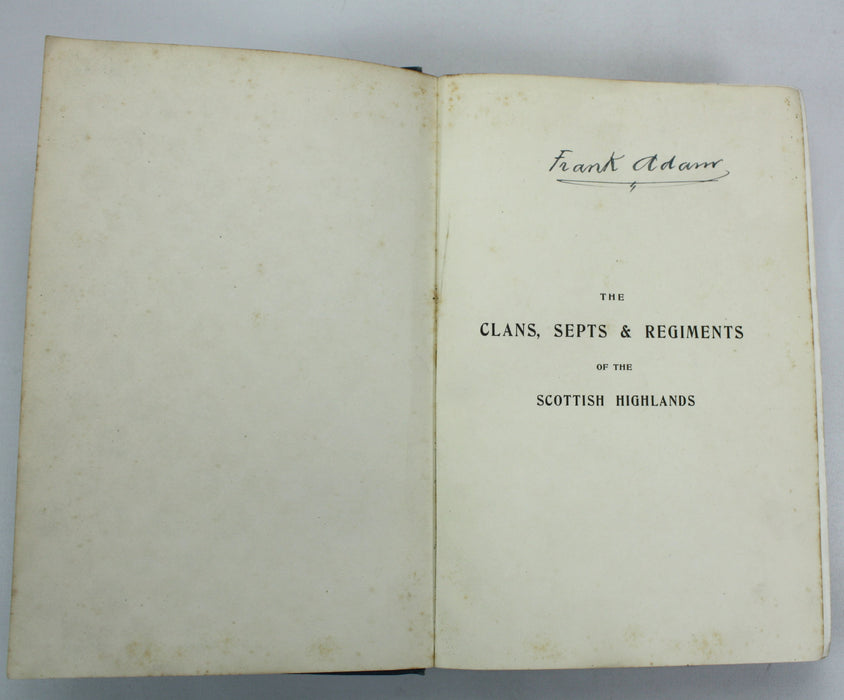 Frank Adam
THE
CLANS, SEPTS & REGIMENTS
OF THE
SCOTTISH HIGHLANDS